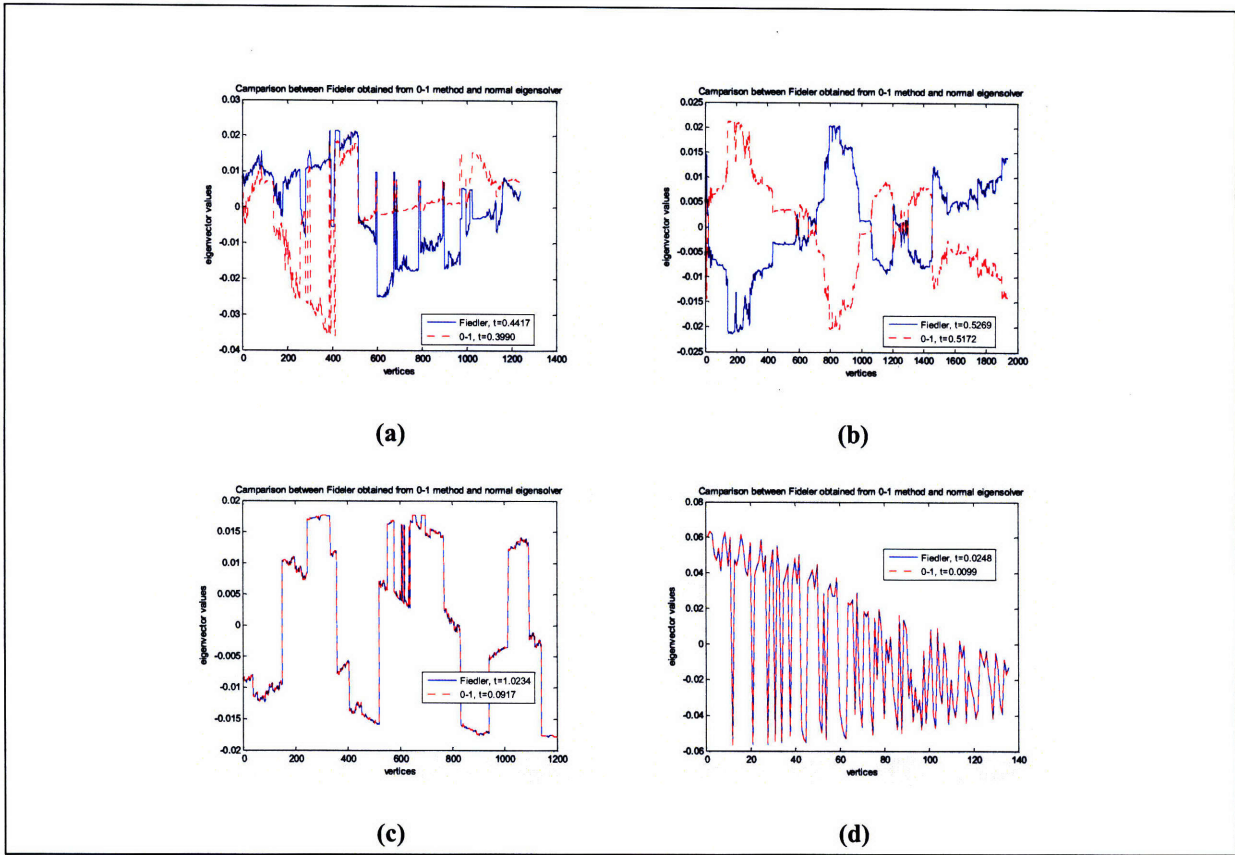 Camparison between Fideler obtained from 0-1 method and normal eigensolver
0.03
0.02
0.01
0
-0.01
-0.02
-0.03
-0.04
eigenvector values
Fiedler, t=0.4417
0-1, t=0.3990
0 200 400 600 800 1000 1200 1400
vertices
(a)
Camparison between Fideler obtained from 0-1 method and normal eigensolver
0.025
0.02
0.015
0.01
0.005
0
-0.005
-0.01
-0.015
-0.02
-0.025
eigenvector values
Fiedler, t=0.5269
0-1, t=0.5172
0 200 400 600 800 1000 1200 1400 1600 1800 2000
vertices
(b)
Camparison between Fideler obtained from 0-1 method and normal eigensolver
0.02
0.015
0.01
0.005
0
-0.005
-0.01
-0.015
-0.02
eigenvector values
Fiedler, t=1.0234
0-1, t=0.0917
0 200 400 600 800 1000 1200
vertices
(c)
Camparison between Fideler obtained from 0-1 method and normal eigensolver
0.08
0.06
0.04
0.02
0
-0.02
-0.04
-0.06
eigenvector values
Fiedler, t=0.0248
0-1, t=0.0099
0 20 40 60 80 100 120 140
vertices
(d)